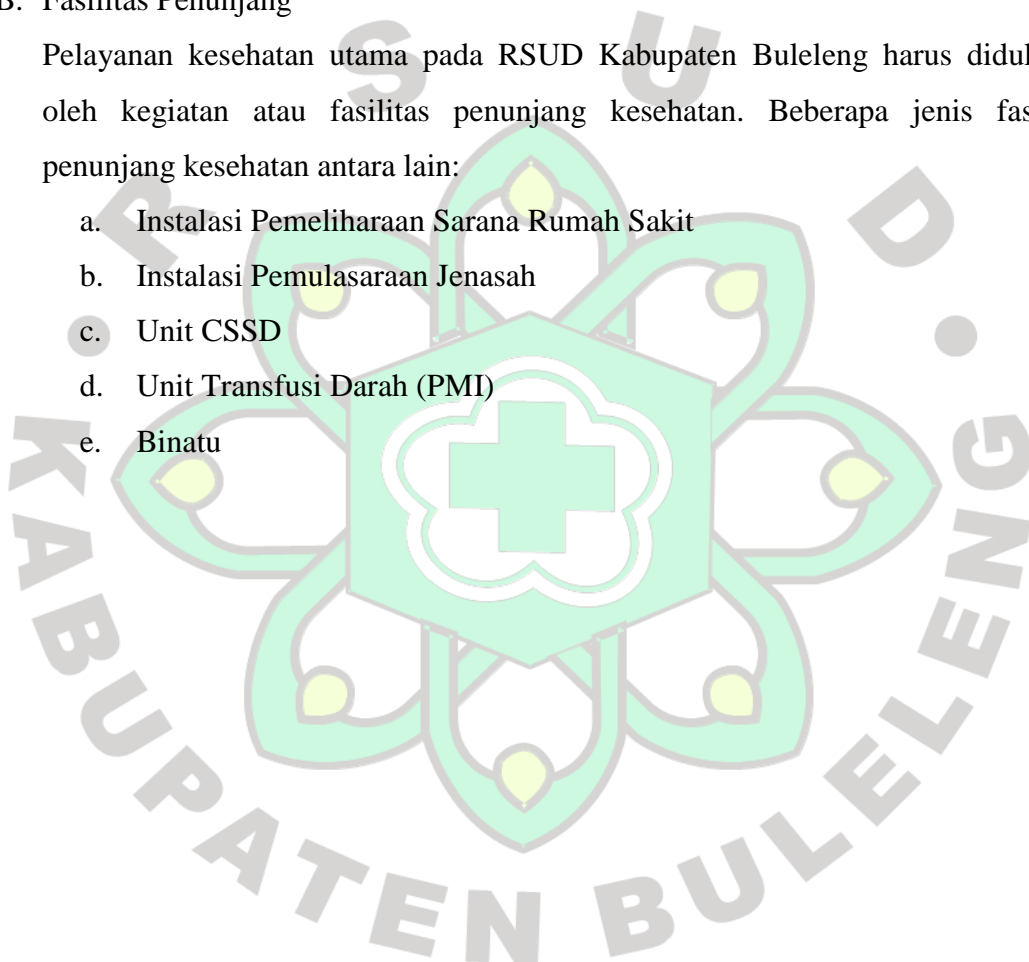 B. Fasilitas Penunjang
Pelayanan kesehatan utama pada RSUD Kabupaten Buleleng harus didul
oleh kegiatan atau fasilitas penunjang kesehatan. Beberapa jenis fas
penunjang kesehatan antara lain:
a. Instalasi Pemeliharaan Sarana Rumah Sakit
b. Instalasi Pemulasaraan Jenasah
c. Unit CSSD
d. Unit Transfusi Darah (PMI)
e. Binatu
R S U D
KABUPATEN BULELENG